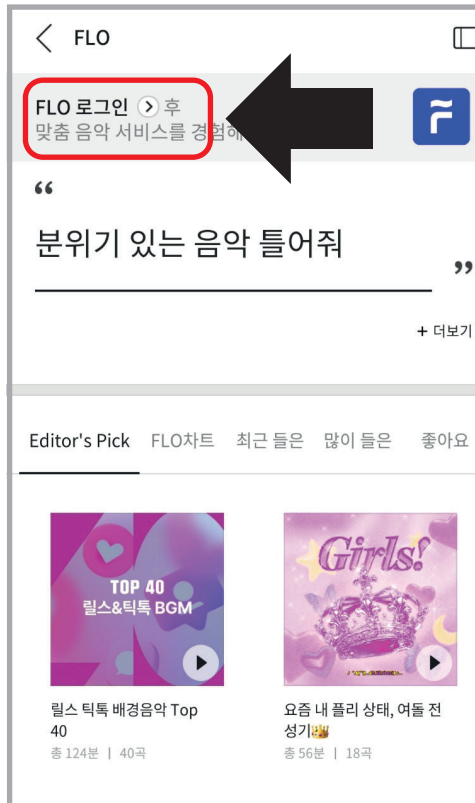 FLO
FLO 로그인 > 후
맞춤 음악 서비스를 경험해
“
분위기 있는 음악 틀어줘
”
+ 더보기
Editor's Pick FLO차트 최근 들은 많이 들은 좋아요
TOP 40
릴스&틱톡 BGM
Girls!
릴스 틱톡 배경음악 Top
40
총 124분 | 40곡
요즘 내 플리 상태, 여돌 전
성기👑
총 56분 | 18곡